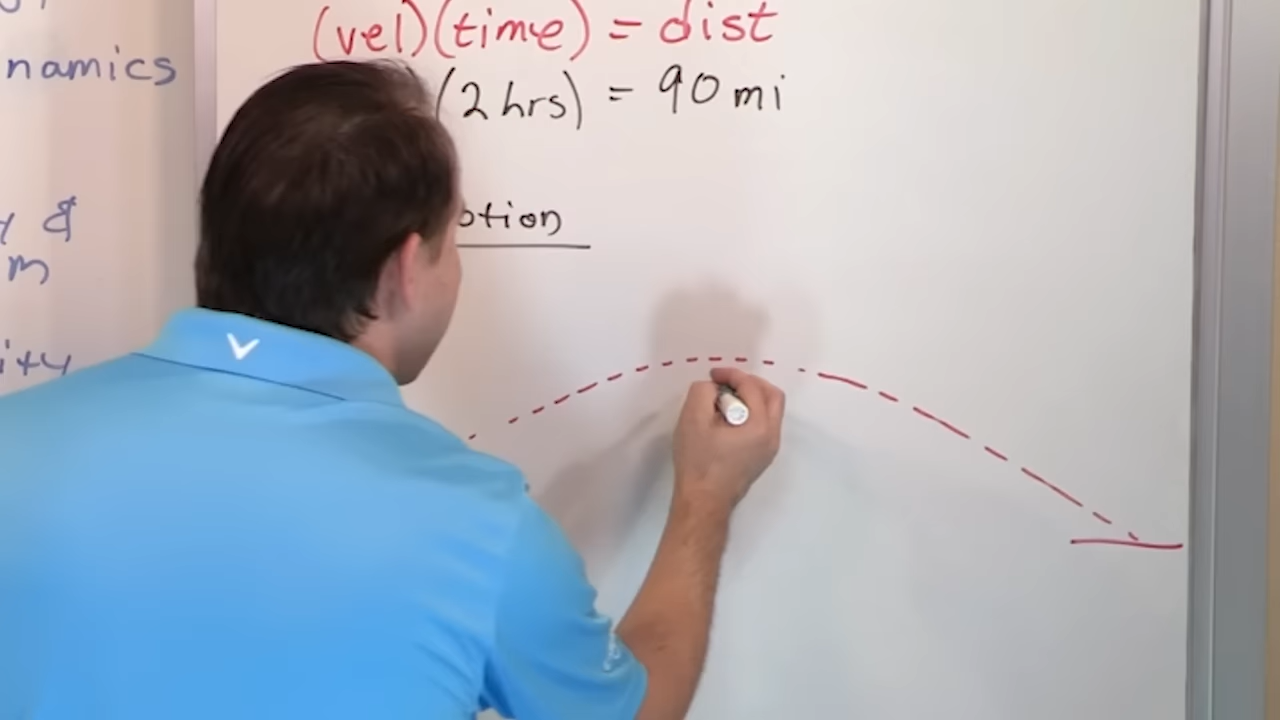 namics
(vel)(time) = dist
(2 hrs) = 90 mi
&
m
otion
ity